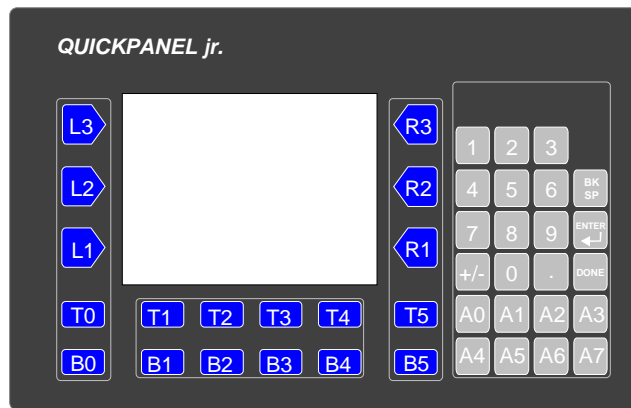 QUICKPANEL jr.
L3 R3
1 2 3
L2 R2
4 5 6 BK SP
7 8 9 ENTER
L1 R1
+/- 0 . DONE
T0 T1 T2 T3 T4 T5 A0 A1 A2 A3
B0 B1 B2 B3 B4 B5 A4 A5 A6 A7